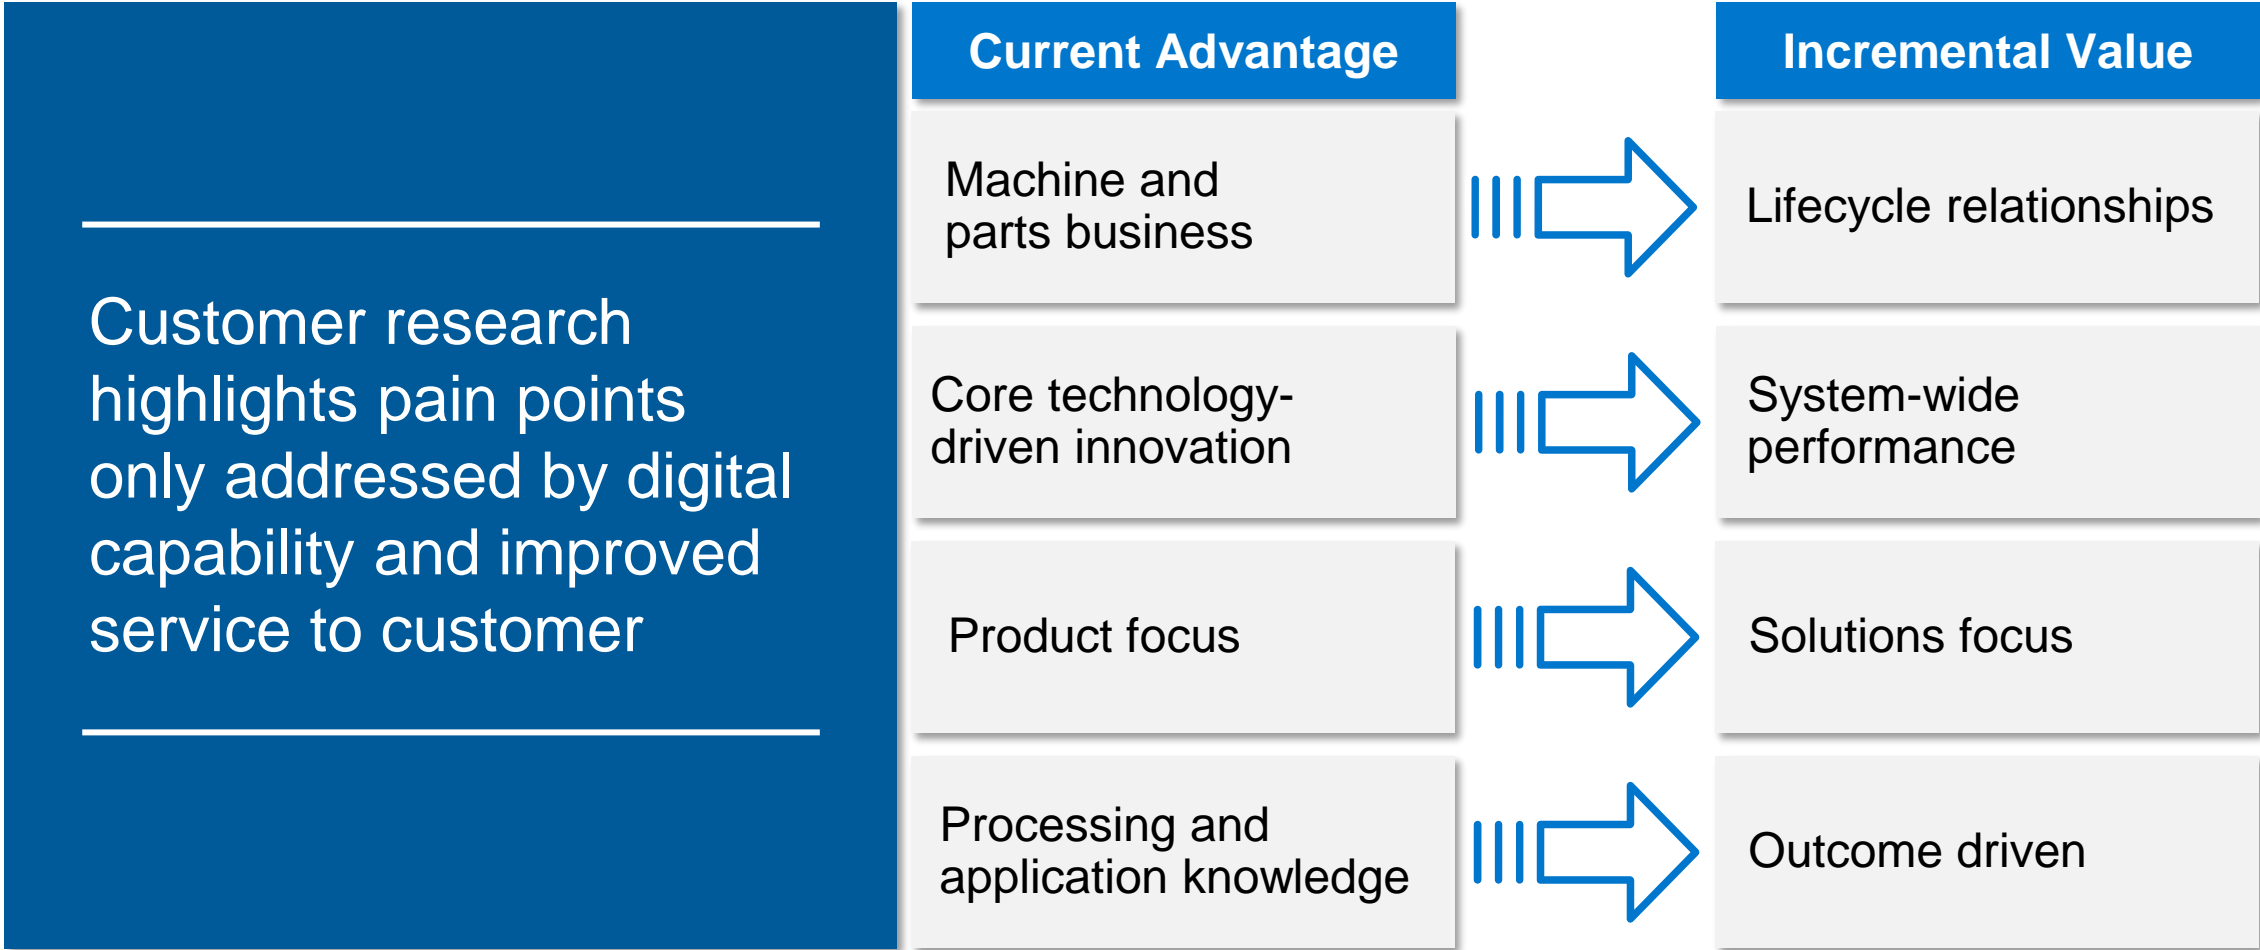 Customer research
highlights pain points
only addressed by digital
capability and improved
service to customer
Current Advantage
Incremental Value
Machine and
parts business
Lifecycle relationships
Core technology-
driven innovation
System-wide
performance
Product focus
Solutions focus
Processing and
application knowledge
Outcome driven